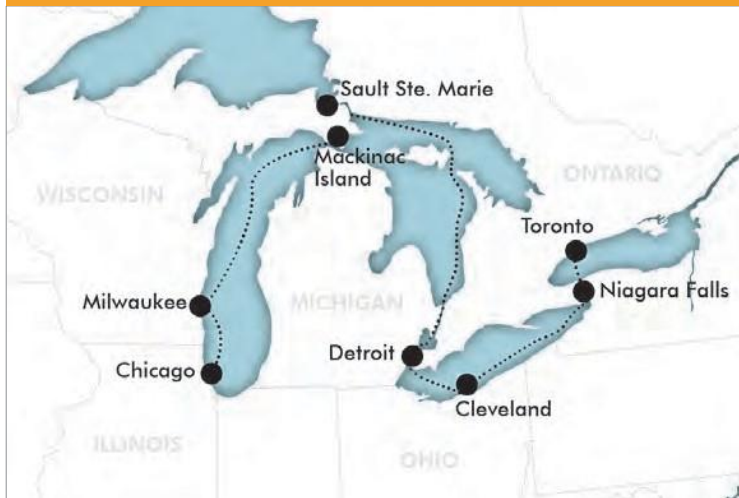 Sault Ste. Marie
Mackinac
Island
WISCONSIN
ONTARIO
Toronto
Niagara Falls
Milwaukee
MICHIGAN
Detroit
Chicago
Cleveland
ILLINOIS
OHIO